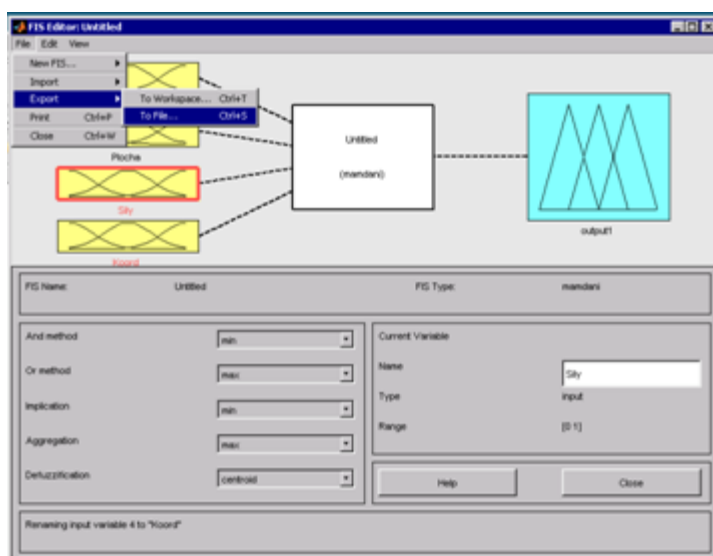 FIS Editor: Untitled
File Edit View
New FIS...
Import
Export
Print Ctrl+P
Close Ctrl+W
To Workspace... Ctrl+T
To File... Ctrl+S
Plocha
Sily
Koord
Untitled
(mamdani)
output1
FIS Name: Untitled FIS Type: mamdani
And method min
Or method max
Implication min
Aggregation max
Defuzzification centroid
Current Variable
Name Sily
Type input
Range [0 1]
Help Close
Renaming input variable 4 to "Koord"